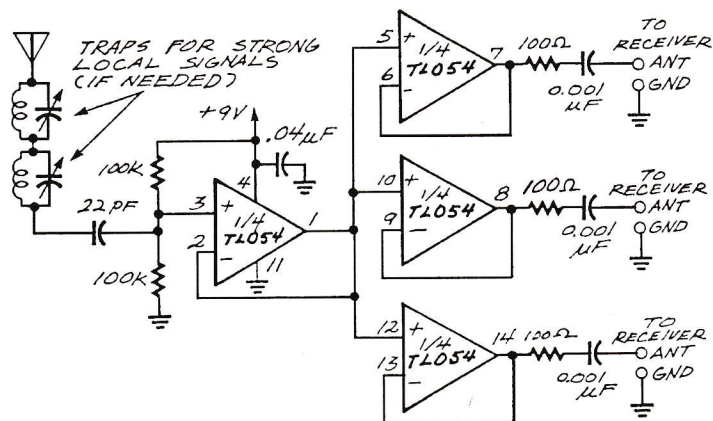 TRAPS FOR STRONG
LOCAL SIGNALS
(IF NEEDED)
+9V
.04µF
100K
22PF
4
3
+
1/4
TL054
1
2
−
11
100K
5
+
1/4
TL054
7
6
−
100Ω
0.001
µF
TO
RECEIVER
ANT
GND
10
+
1/4
TL054
8
9
−
100Ω
0.001
µF
TO
RECEIVER
ANT
GND
12
+
1/4
TL054
14
13
−
100Ω
0.001
µF
TO
RECEIVER
ANT
GND